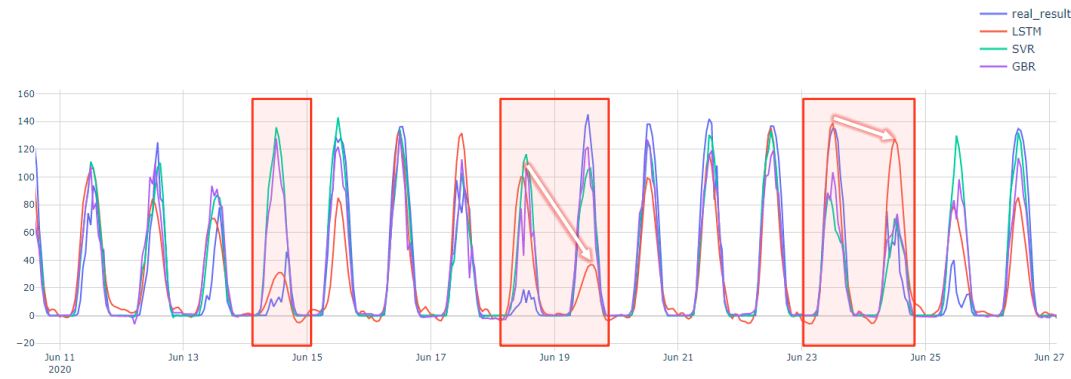 real_result
LSTM
SVR
GBR
160
140
120
100
80
60
40
20
0
−20
Jun 11
2020
Jun 13
Jun 15
Jun 17
Jun 19
Jun 21
Jun 23
Jun 25
Jun 27